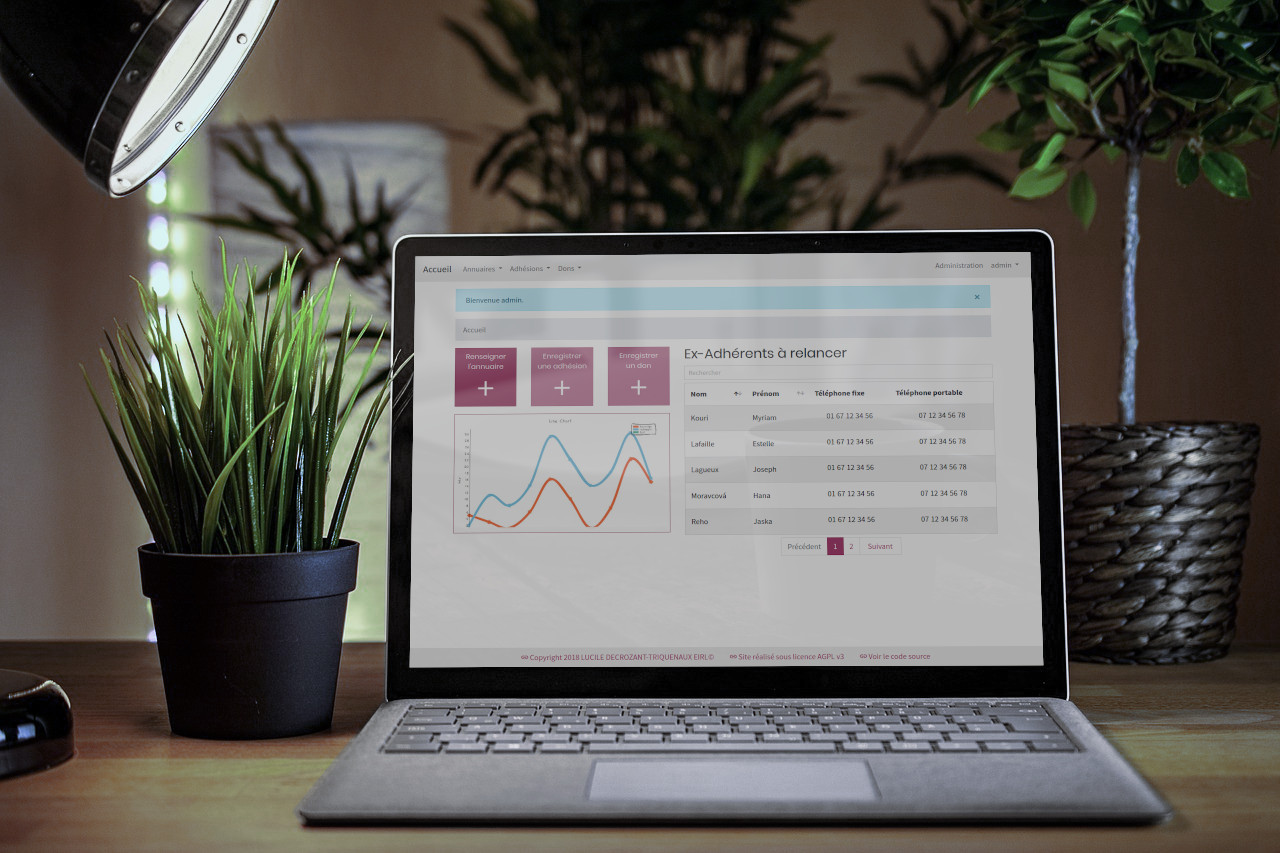 Accueil Annuaires Adhésions Dons Administration admin
Bienvenue admin. ×
Accueil
Renseigner
l'annuaire
+
Enregistrer
une adhésion
+
Enregistrer
un don
+
Ex-Adhérents à relancer
Rechercher
Nom Prénom Téléphone fixe Téléphone portable
Kouri Myriam 01 67 12 34 56 07 12 34 56 78
Lafaille Estelle 01 67 12 34 56 07 12 34 56 78
Lagueux Joseph 01 67 12 34 56 07 12 34 56 78
Moravcová Hana 01 67 12 34 56 07 12 34 56 78
Reho Jaska 01 67 12 34 56 07 12 34 56 78
Précédent 1 2 Suivant
Copyright 2018 LUCILE DECROZANT-TRIQUENAUX EIRL© Site réalisé sous licence AGPL v3 Voir le code source